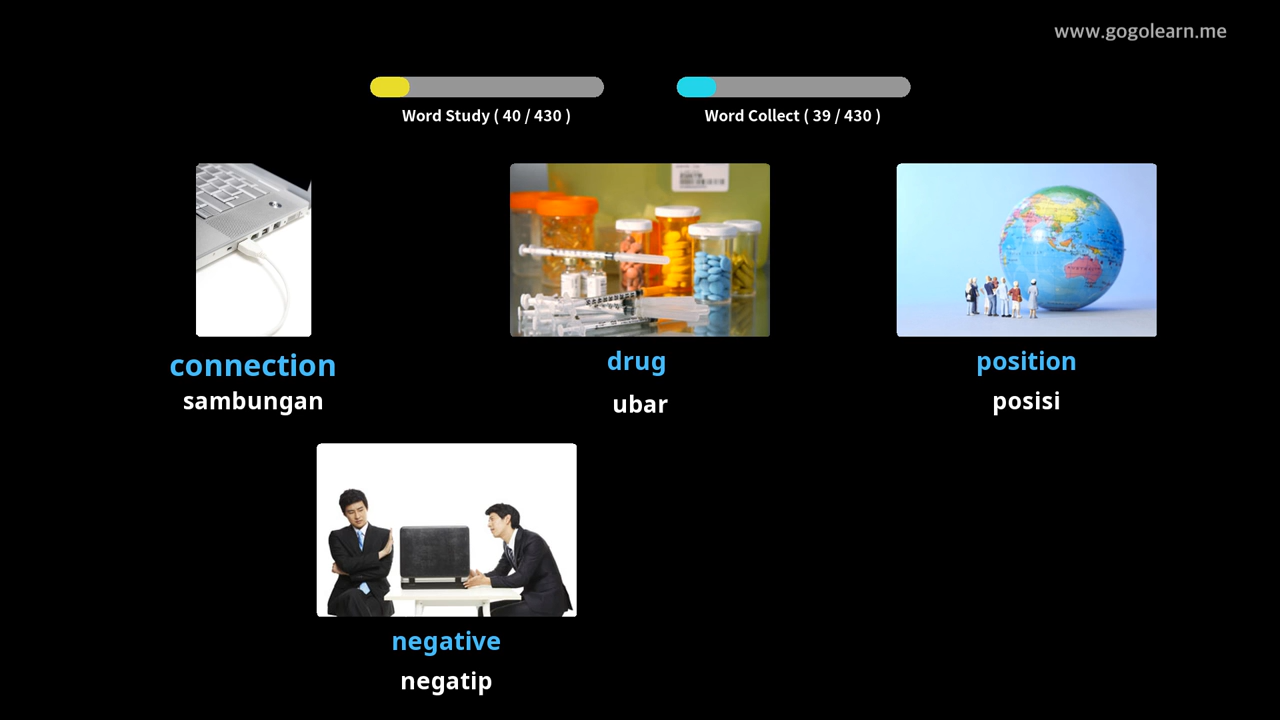 www.gogolearn.me
Word Study ( 40 / 430 )
Word Collect ( 39 / 430 )
connection
sambungan
drug
ubar
position
posisi
negative
negatip